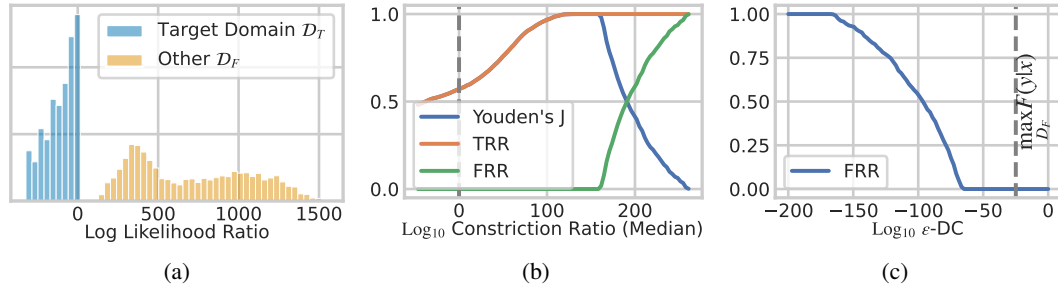 Target Domain 𝒟_T
Other 𝒟_F
0 500 1000 1500
Log Likelihood Ratio
(a)
1.0
0.5
0.0
Youden's J
TRR
FRR
0 100 200
Log₁₀ Constriction Ratio (Median)
(b)
1.00
0.75
0.50
0.25
0.00
FRR
max F(y|x)
𝒟_F
−200 −150 −100 −50 0
Log₁₀ ε-DC
(c)